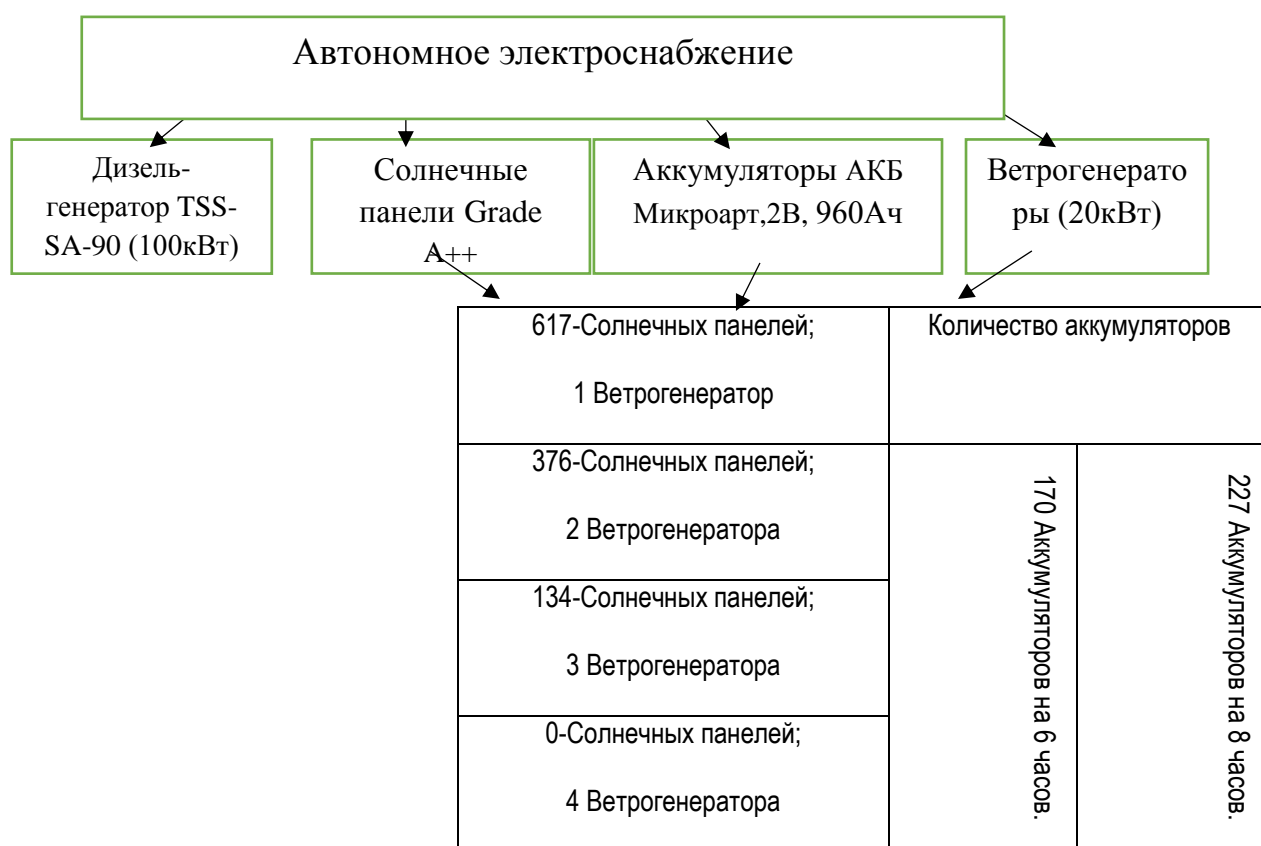 Автономное электроснабжение
Дизель-
генератор TSS-
SA-90 (100кВт)
Солнечные
панели Grade
A++
Аккумуляторы АКБ
Микроарт,2В, 960Ач
Ветрогенерато
ры (20кВт)
617-Солнечных панелей;
1 Ветрогенератор
Количество аккумуляторов
376-Солнечных панелей;
2 Ветрогенератора
134-Солнечных панелей;
3 Ветрогенератора
0-Солнечных панелей;
4 Ветрогенератора
170 Аккумуляторов на 6 часов.
227 Аккумуляторов на 8 часов.